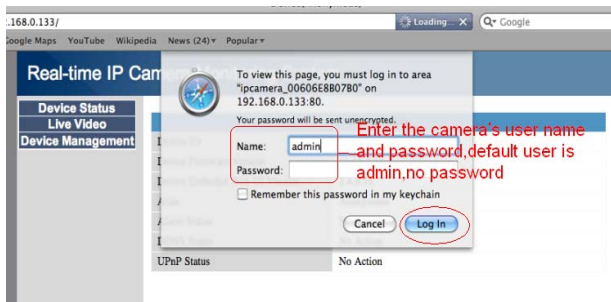 .168.0.133/
Loading...
Google
Google Maps YouTube Wikipedia News (24) Popular
Real-time IP Cam
Device Status
Live Video
Device Management
To view this page, you must log in to area
"ipcamera_00606E8B07B0" on
192.168.0.133:80.
Your password will be sent unencrypted.
Name: admin
Password:
Remember this password in my keychain
Cancel Log In
Enter the camera's user name
and password,default user is
admin,no password
No Action
UPnP Status No Action